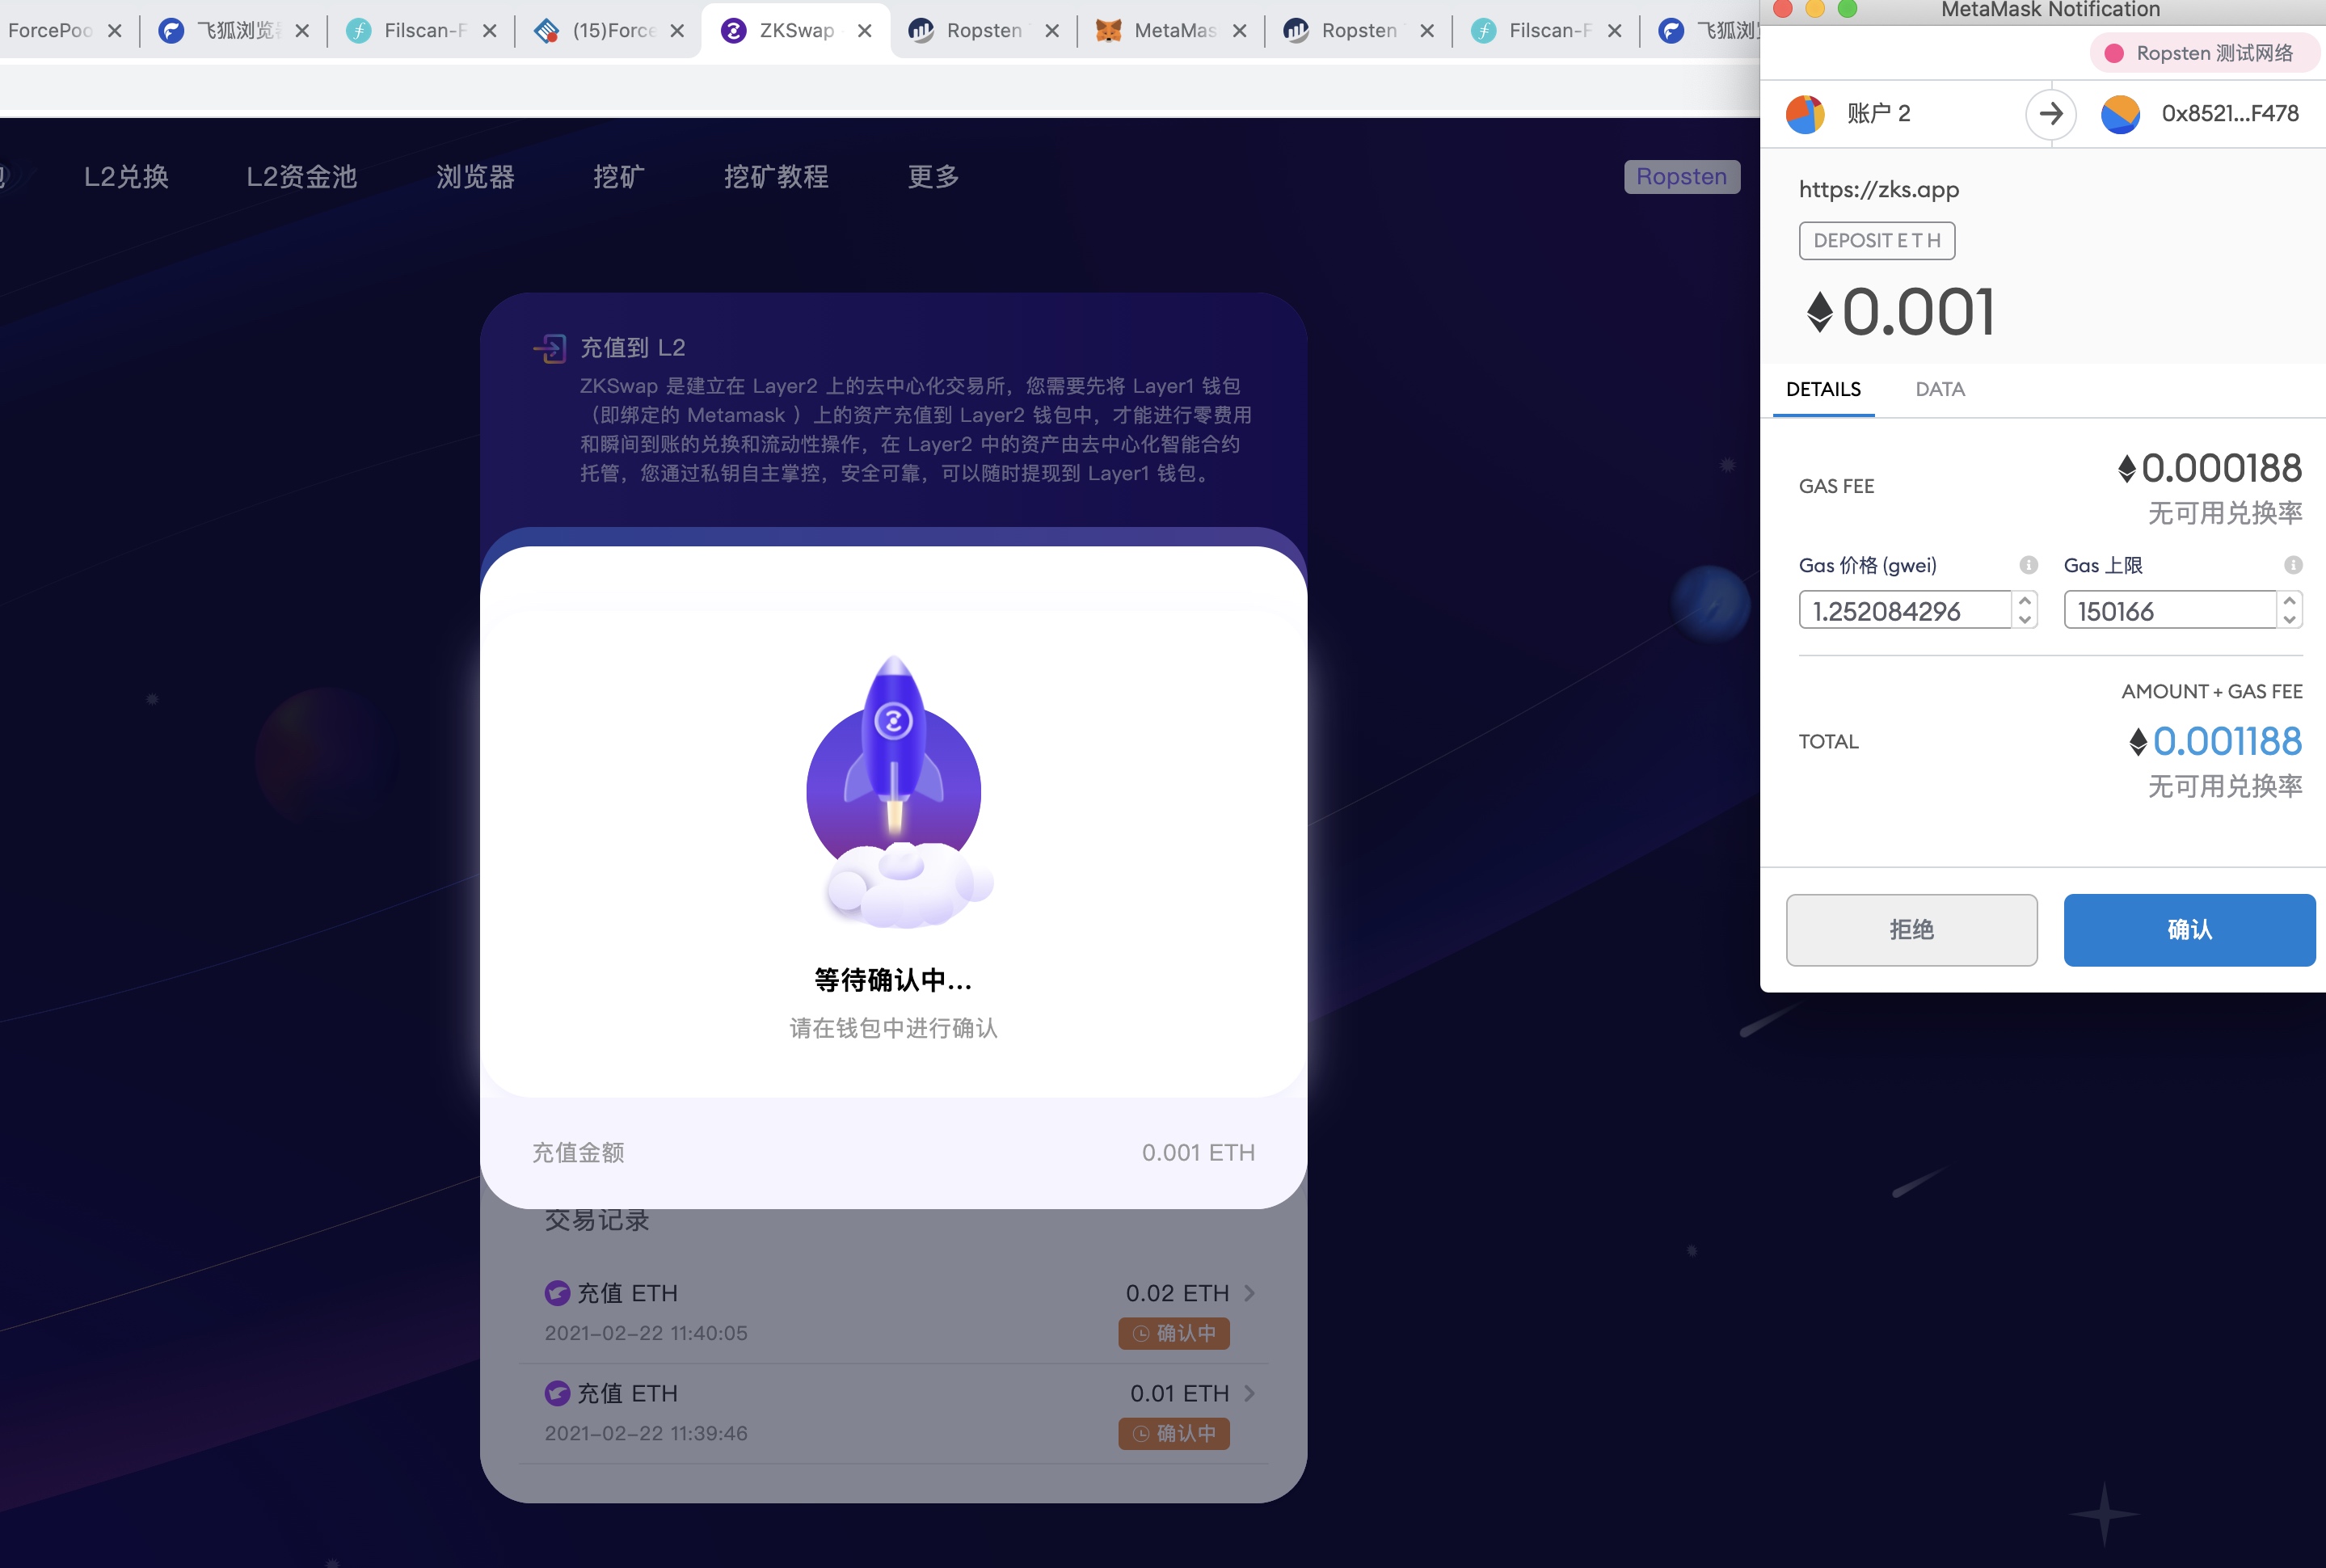 ForcePoo
飞狐浏览
Filscan-F
(15)Force
ZKSwap
Ropsten
MetaMas
Ropsten
Filscan-F
飞狐浏
L2兑换
L2资金池
浏览器
挖矿
挖矿教程
更多
Ropsten
充值到 L2
ZKSwap 是建立在 Layer2 上的去中心化交易所，您需要先将 Layer1 钱包
（即绑定的 Metamask ）上的资产充值到 Layer2 钱包中，才能进行零费用
和瞬间到账的兑换和流动性操作，在 Layer2 中的资产由去中心化智能合约
托管，您通过私钥自主掌控，安全可靠，可以随时提现到 Layer1 钱包。
等待确认中...
请在钱包中进行确认
充值金额
0.001 ETH
交易记录
充值 ETH
0.02 ETH
2021-02-22 11:40:05
确认中
充值 ETH
0.01 ETH
2021-02-22 11:39:46
确认中
MetaMask Notification
Ropsten 测试网络
账户 2
0x8521...F478
https://zks.app
DEPOSIT E T H
0.001
DETAILS
DATA
GAS FEE
0.000188
无可用兑换率
Gas 价格 (gwei)
Gas 上限
1.252084296
150166
AMOUNT + GAS FEE
TOTAL
0.001188
无可用兑换率
拒绝
确认